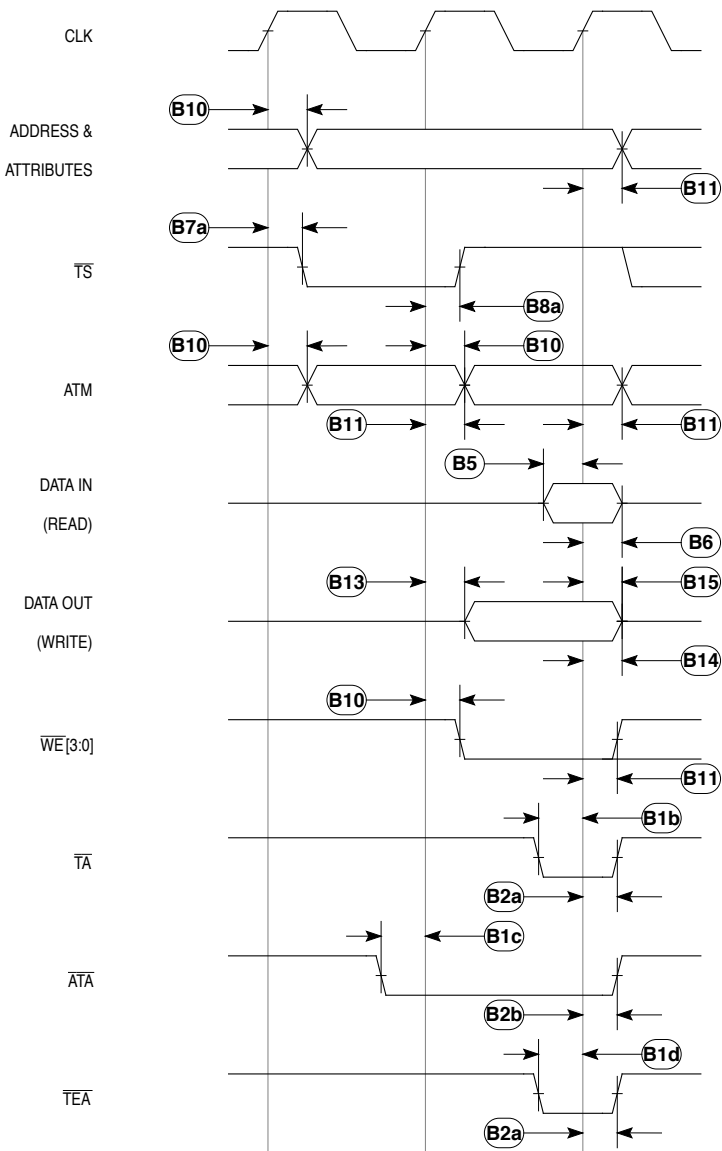 CLK
B10
ADDRESS &
ATTRIBUTES
B11
B7a
TS
B8a
B10
B10
ATM
B11
B11
B5
DATA IN
(READ)
B6
B13
B15
DATA OUT
(WRITE)
B14
B10
WE[3:0]
B11
B1b
TA
B2a
B1c
ATA
B2b
B1d
TEA
B2a